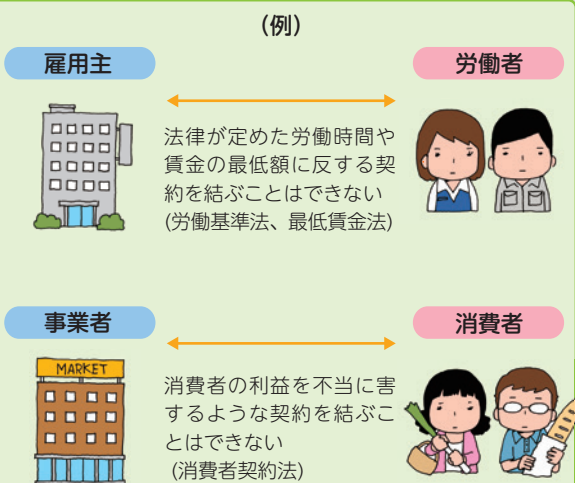 (例)
雇用主
労働者
法律が定めた労働時間や
賃金の最低額に反する契
約を結ぶことはできない
(労働基準法、最低賃金法)
事業者
消費者
MARKET
消費者の利益を不当に害
するような契約を結ぶこ
とはできない
(消費者契約法)